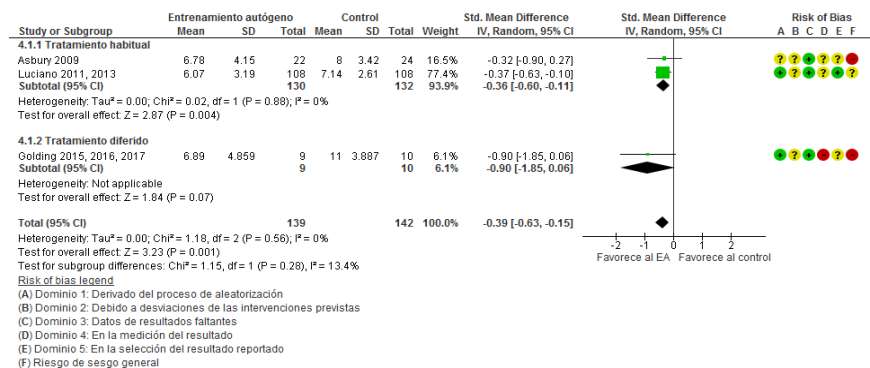 Entrenamiento autógeno Control Std. Mean Difference Std. Mean Difference Risk of Bias
Study or Subgroup Mean SD Total Mean SD Total Weight IV, Random, 95% CI IV, Random, 95% CI A B C D E F
4.1.1 Tratamiento habitual
Asbury 2009 6.78 4.15 22 8 3.42 24 16.5% -0.32 [-0.90, 0.27] ? ? + ? ? −
Luciano 2011, 2013 6.07 3.19 108 7.14 2.61 108 77.4% -0.37 [-0.63, -0.10] + ? + ? + ?
Subtotal (95% CI) 130 132 93.9% -0.36 [-0.60, -0.11]
Heterogeneity: Tau² = 0.00; Chi² = 0.02, df = 1 (P = 0.88); I² = 0%
Test for overall effect: Z = 2.87 (P = 0.004)
4.1.2 Tratamiento diferido
Golding 2015, 2016, 2017 6.89 4.859 9 11 3.887 10 6.1% -0.90 [-1.85, 0.06] + ? + − ? −
Subtotal (95% CI) 9 10 6.1% -0.90 [-1.85, 0.06]
Heterogeneity: Not applicable
Test for overall effect: Z = 1.84 (P = 0.07)
Total (95% CI) 139 142 100.0% -0.39 [-0.63, -0.15]
Heterogeneity: Tau² = 0.00; Chi² = 1.18, df = 2 (P = 0.56); I² = 0%
-2 -1 0 1 2
Test for overall effect: Z = 3.23 (P = 0.001)
Favorece al EA Favorece al control
Test for subgroup differences: Chi² = 1.15, df = 1 (P = 0.28), I² = 13.4%
Risk of bias legend
(A) Dominio 1: Derivado del proceso de aleatorización
(B) Dominio 2: Debido a desviaciones de las intervenciones previstas
(C) Dominio 3: Datos de resultados faltantes
(D) Dominio 4: En la medición del resultado
(E) Dominio 5: En la selección del resultado reportado
(F) Riesgo de sesgo general